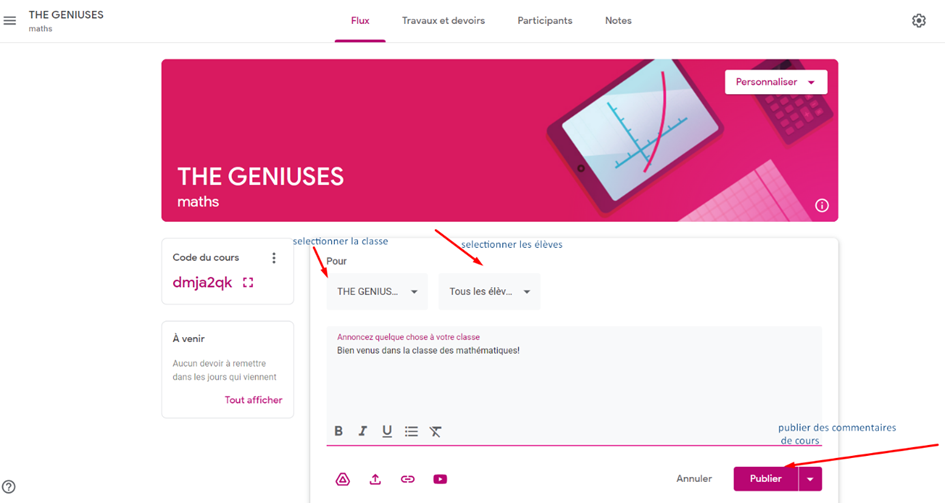 THE GENIUSES
maths
Flux
Travaux et devoirs
Participants
Notes
Personnaliser
THE GENIUSES
maths
selectionner la classe
selectionner les élèves
Code du cours
dmja2qk
Pour
THE GENIUS...
Tous les élèv...
À venir
Aucun devoir à remettre
dans les jours qui viennent
Tout afficher
Annoncez quelque chose à votre classe
Bien venus dans la classe des mathématiques!
B I U
publier des commentaires
de cours
Annuler
Publier